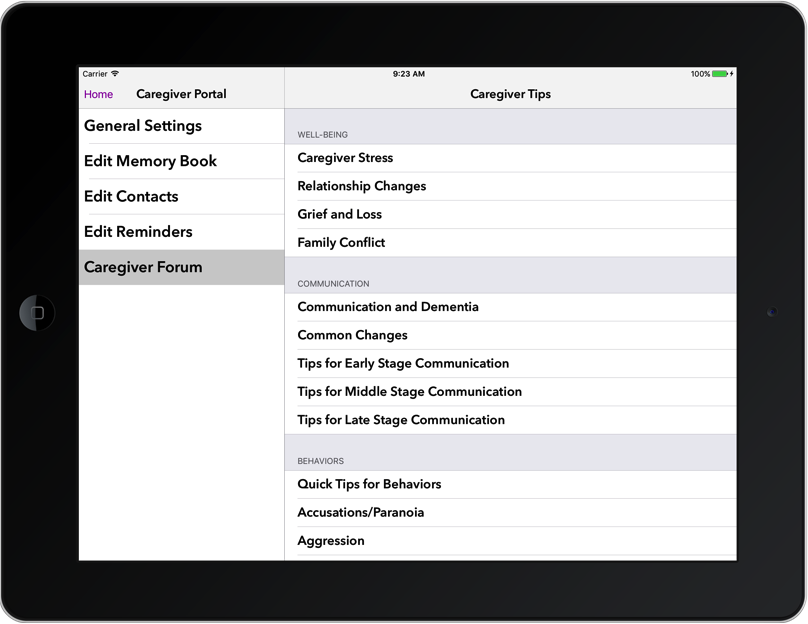 Carrier 9:23 AM 100%
Home Caregiver Portal Caregiver Tips
General Settings
Edit Memory Book
Edit Contacts
Edit Reminders
Caregiver Forum
WELL-BEING
Caregiver Stress
Relationship Changes
Grief and Loss
Family Conflict
COMMUNICATION
Communication and Dementia
Common Changes
Tips for Early Stage Communication
Tips for Middle Stage Communication
Tips for Late Stage Communication
BEHAVIORS
Quick Tips for Behaviors
Accusations/Paranoia
Aggression